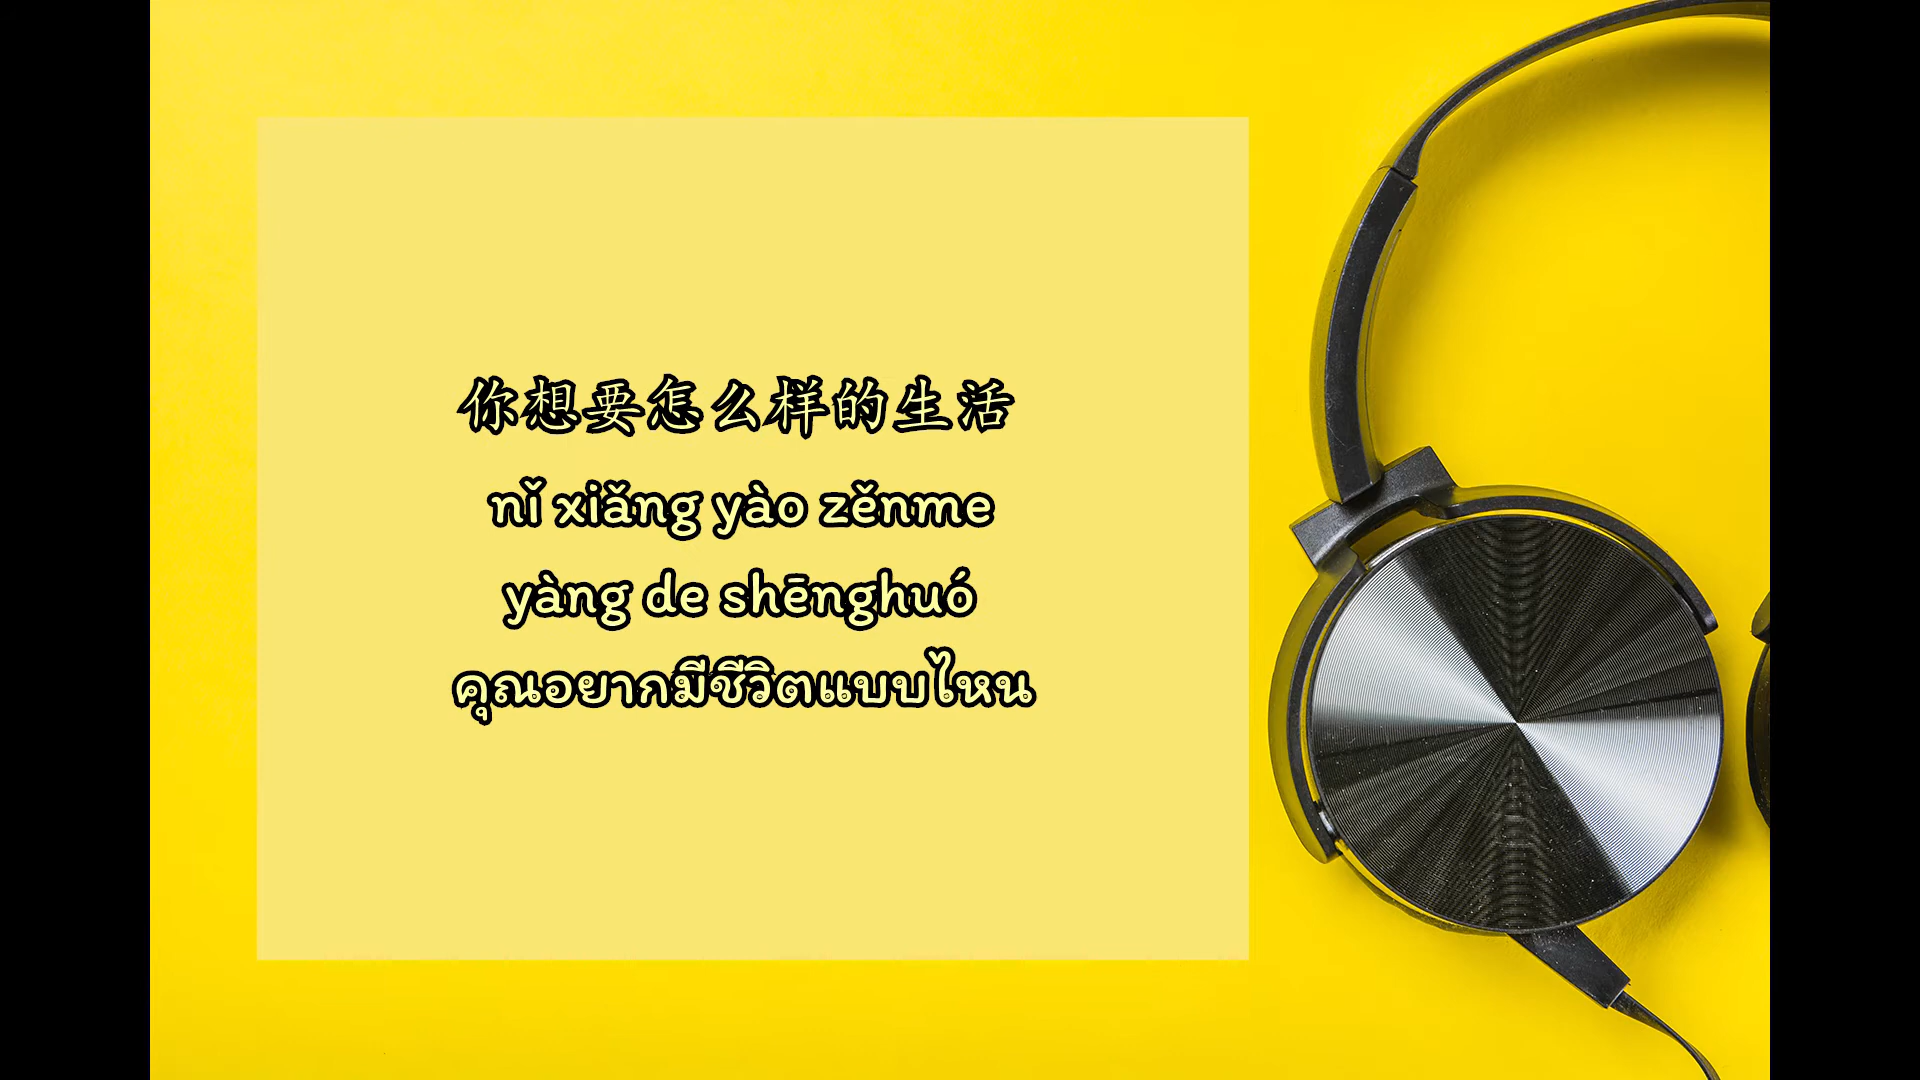 你想要怎么样的生活
nǐ xiǎng yào zěnme
yàng de shēnghuó
คุณอยากมีชีวิตแบบไหน